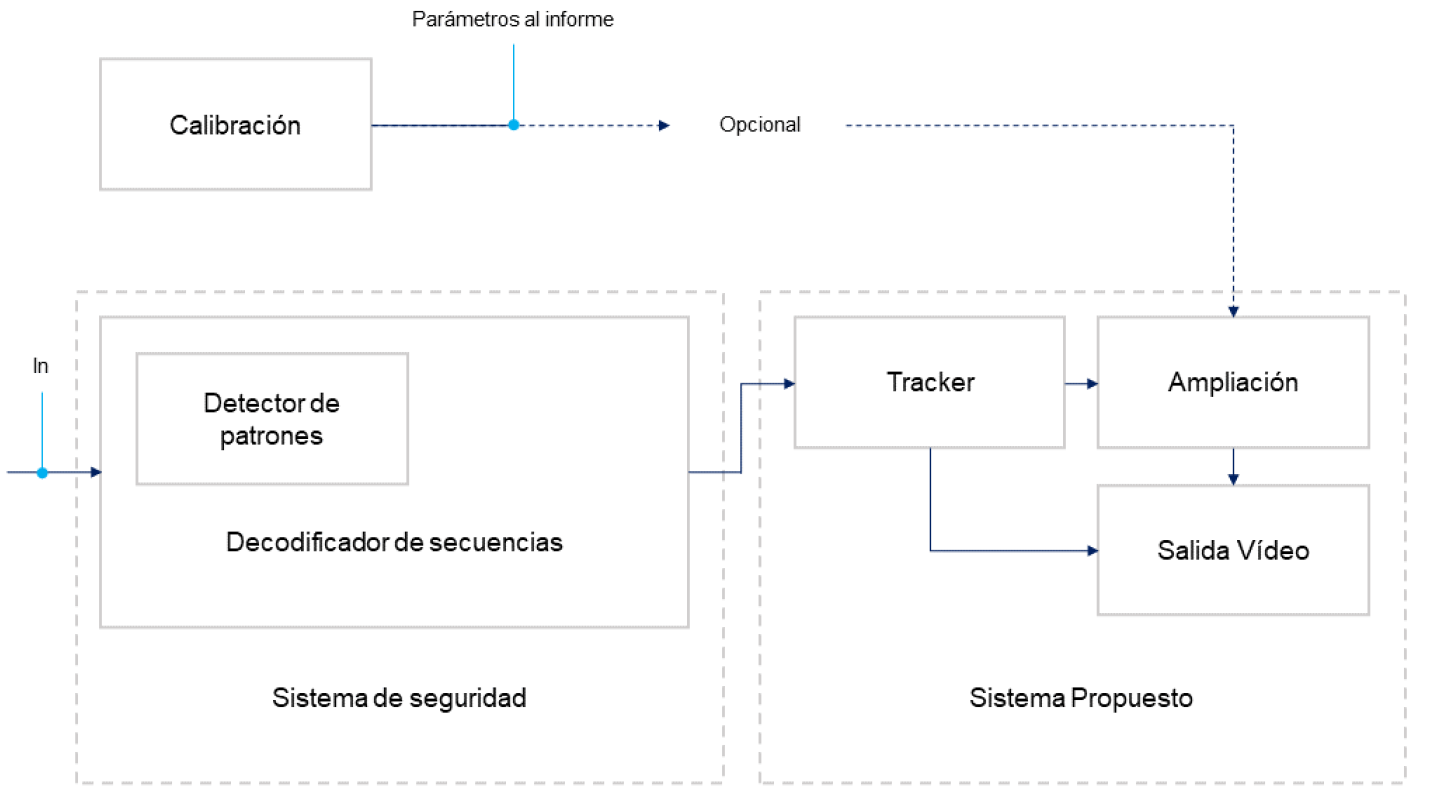 Parámetros al informe
Calibración
Opcional
In
Detector de
patrones
Decodificador de secuencias
Sistema de seguridad
Tracker
Ampliación
Salida Vídeo
Sistema Propuesto